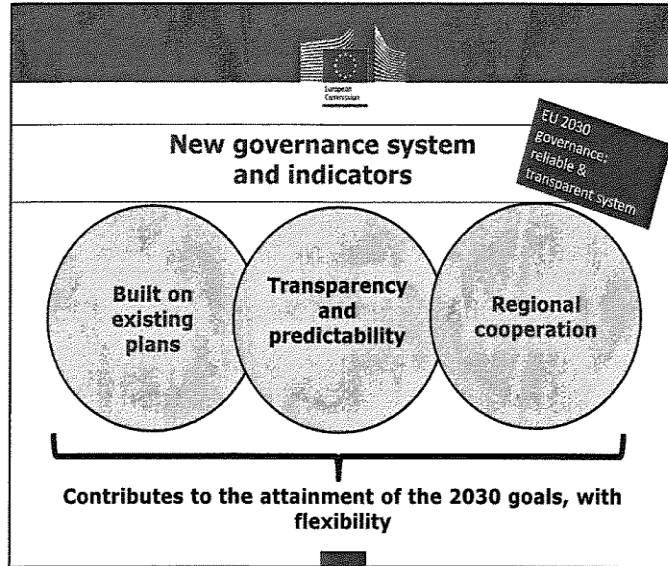 European
Commission
New governance system
and indicators
EU 2030
governance:
reliable &
transparent system
Built on
existing
plans
Transparency
and
predictability
Regional
cooperation
Contributes to the attainment of the 2030 goals, with
flexibility